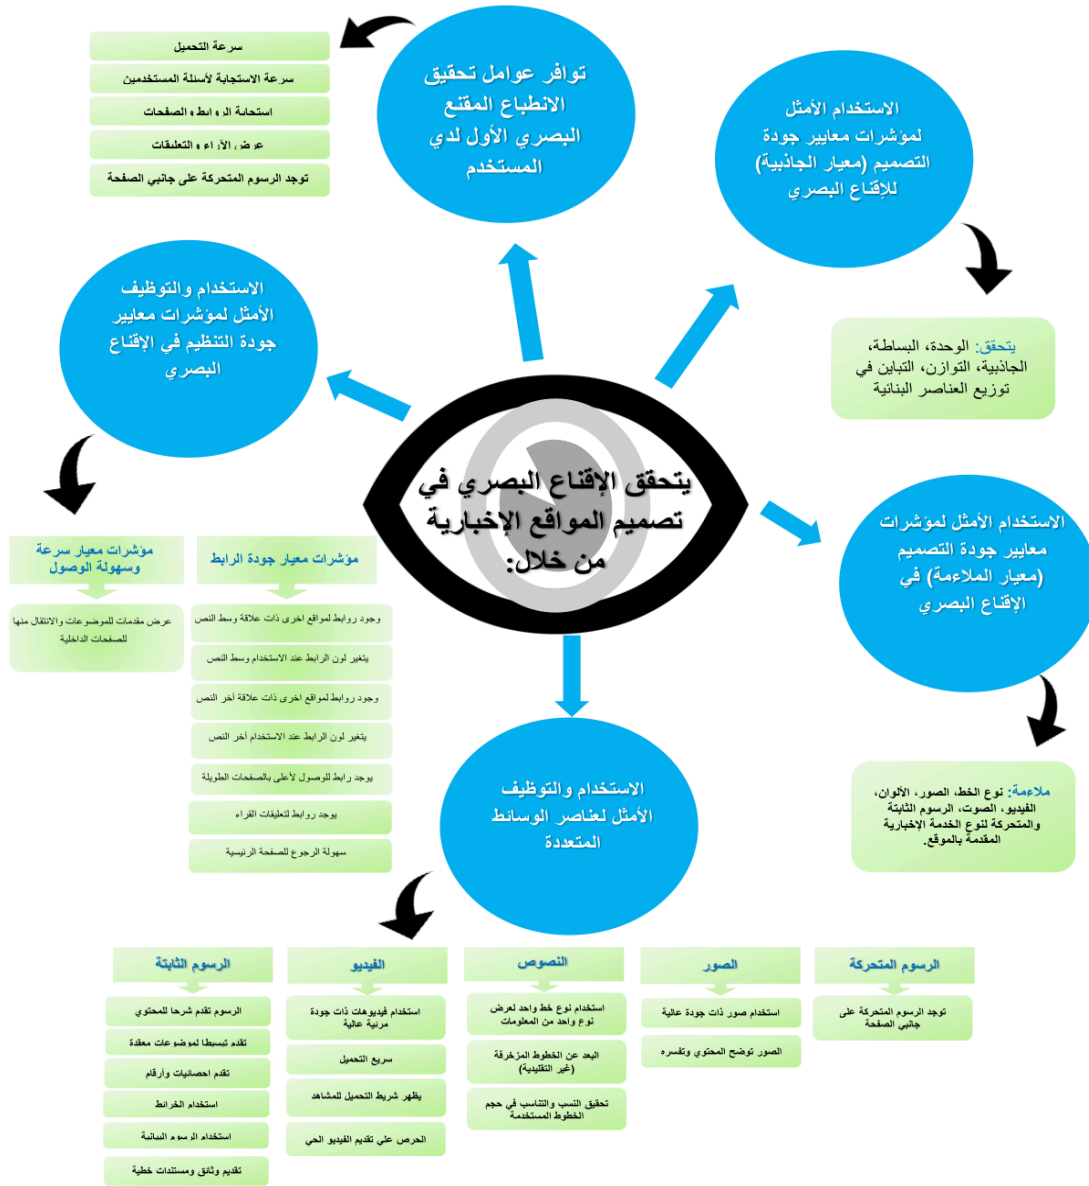 يتحقق الإقناع البصري في
تصميم المواقع الإخبارية
من خلال:
الاستخدام الأمثل
لمؤشرات معايير جودة
التصميم (معيار الجاذبية)
للإقناع البصري
يتحقق: الوحدة، البساطة،
الجاذبية، التوازن، التباين في
توزيع العناصر البنائية
الاستخدام الأمثل لمؤشرات
معايير جودة التصميم
(معيار الملاءمة) في
الإقناع البصري
ملاءمة: نوع الخط، الصور، الألوان،
الفيديو، الصوت، الرسوم الثابتة
والمتحركة لنوع الخدمة الإخبارية
المقدمة بالموقع.
توافر عوامل تحقيق
الانطباع المقنع
البصري الأول لدي
المستخدم
سرعة التحميل
سرعة الاستجابة لأسئلة المستخدمين
استجابة الروابط والصفحات
عرض الآراء والتعليقات
توجد الرسوم المتحركة على جانبي الصفحة
الاستخدام والتوظيف
الأمثل لمؤشرات معايير
جودة التنظيم في الإقناع
البصري
مؤشرات معيار جودة الرابط
وجود روابط لمواقع اخرى ذات علاقة وسط النص
يتغير لون الرابط عند الاستخدام وسط النص
وجود روابط لمواقع اخرى ذات علاقة آخر النص
يتغير لون الرابط عند الاستخدام آخر النص
يوجد رابط للوصول لأعلى بالصفحات الطويلة
يوجد روابط لتعليقات القراء
سهولة الرجوع للصفحة الرئيسية
مؤشرات معيار سرعة
وسهولة الوصول
عرض مقدمات للموضوعات والانتقال منها
للصفحات الداخلية
الاستخدام والتوظيف
الأمثل لعناصر الوسائط
المتعددة
الرسوم المتحركة
توجد الرسوم المتحركة على
جانبي الصفحة
الصور
استخدام صور ذات جودة عالية
الصور توضح المحتوي وتفسره
النصوص
استخدام نوع خط واحد لعرض
نوع واحد من المعلومات
البعد عن الخطوط المزخرفة
(غير التقليدية)
تحقيق النسب والتناسب في حجم
الخطوط المستخدمة
الفيديو
استخدام فيديوهات ذات جودة
مرئية عالية
سريع التحميل
يظهر شريط التحميل للمشاهد
الحرص علي تقديم الفيديو الحي
الرسوم الثابتة
الرسوم تقدم شرحا للمحتوي
تقدم تبسيطا لموضوعات معقدة
تقدم احصائيات وأرقام
استخدام الخرائط
استخدام الرسوم البيانية
تقديم وثائق ومستندات خطية